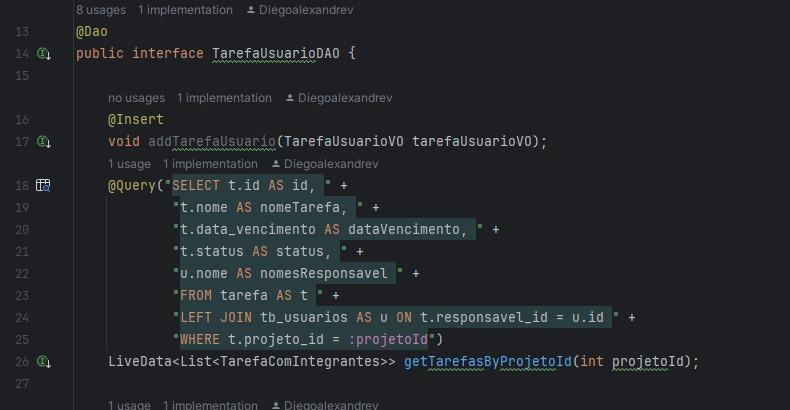 8 usages 1 implementation Diegoalexandrev
13 @Dao
14 public interface TarefaUsuarioDAO {
15
no usages 1 implementation Diegoalexandrev
16 @Insert
17 void addTarefaUsuario(TarefaUsuarioVO tarefaUsuarioVO);
1 usage 1 implementation Diegoalexandrev
18 @Query("SELECT t.id AS id, " +
19 "t.nome AS nomeTarefa, " +
20 "t.data_vencimento AS dataVencimento, " +
21 "t.status AS status, " +
22 "u.nome AS nomesResponsavel " +
23 "FROM tarefa AS t " +
24 "LEFT JOIN tb_usuarios AS u ON t.responsavel_id = u.id " +
25 "WHERE t.projeto_id = :projetoId")
26 LiveData<List<TarefaComIntegrantes>> getTarefasByProjetoId(int projetoId);
27
1 usage 1 implementation Diegoalexandrev